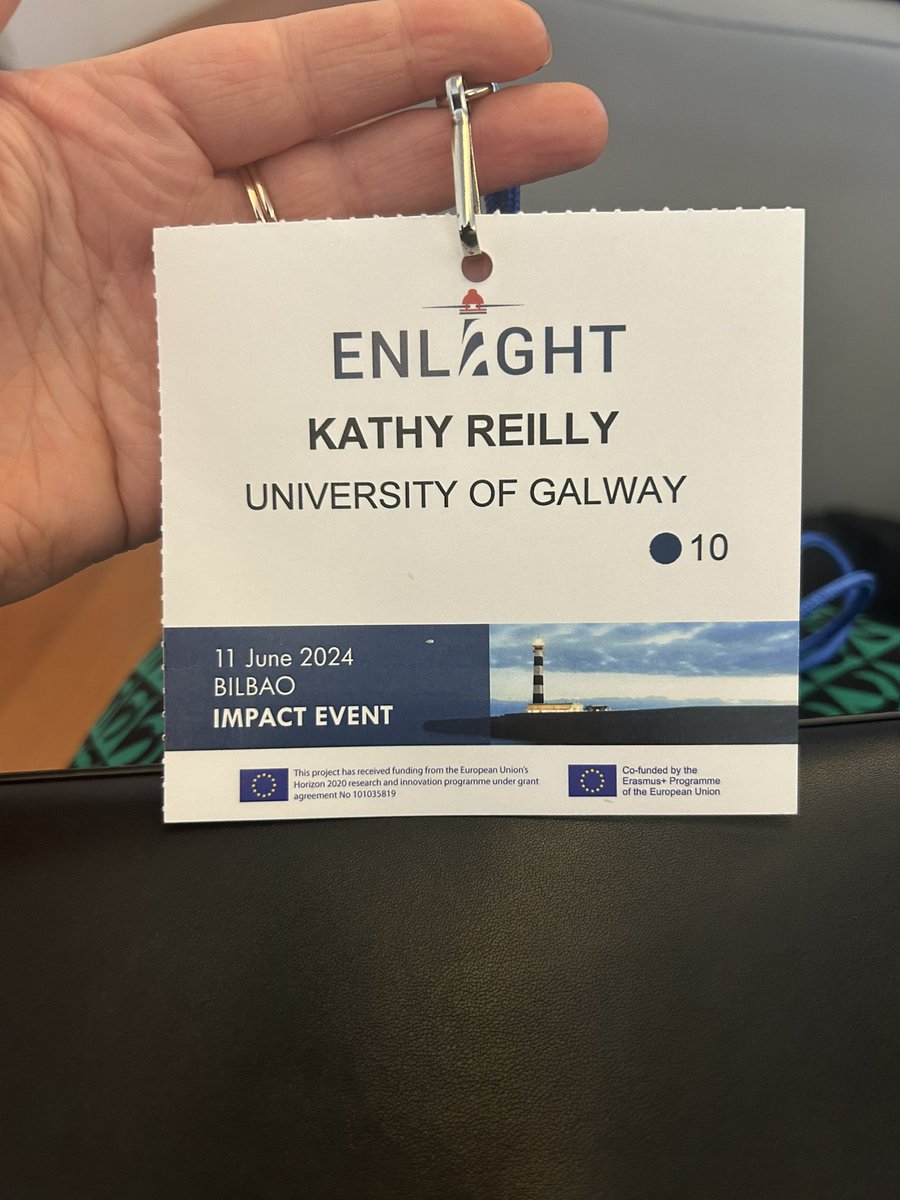 ENLIGHT
KATHY REILLY
UNIVERSITY OF GALWAY
10
11 June 2024
BILBAO
IMPACT EVENT
This project has received funding from the European Union's
Horizon 2020 research and innovation programme under grant
agreement No 101035819
Co-funded by the
Erasmus+ Programme
of the European Union